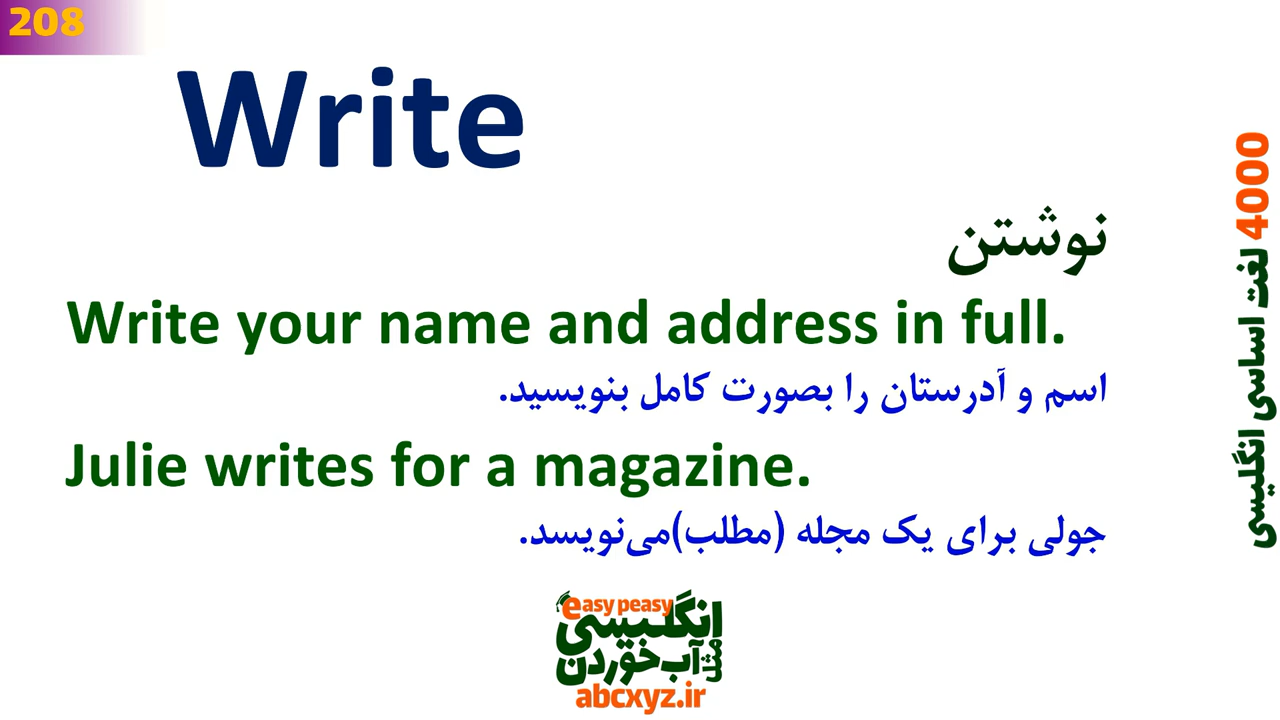 208
Write
نوشتن
Write your name and address in full.
اسم و آدرستان را بصورت کامل بنویسید.
Julie writes for a magazine.
جولی برای یک مجله (مطلب)می‌نویسد.
4000 لغت اساسی انگلیسی
easy peasy
انگلیسی
مثل آب خوردن
abcxyz.ir